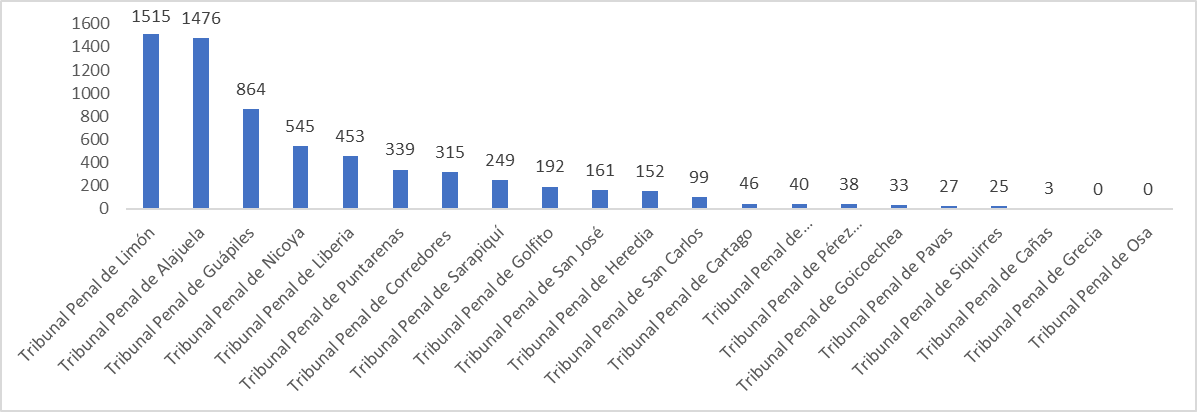 1600
1400
1200
1000
800
600
400
200
0
1515
1476
864
545
453
339
315
249
192
161
152
99
46
40
38
33
27
25
3
0
0
Tribunal Penal de Limón
Tribunal Penal de Alajuela
Tribunal Penal de Guápiles
Tribunal Penal de Nicoya
Tribunal Penal de Liberia
Tribunal Penal de Puntarenas
Tribunal Penal de Corredores
Tribunal Penal de Sarapiquí
Tribunal Penal de Golfito
Tribunal Penal de San José
Tribunal Penal de Heredia
Tribunal Penal de San Carlos
Tribunal Penal de Cartago
Tribunal Penal de...
Tribunal Penal de Pérez...
Tribunal Penal de Goicoechea
Tribunal Penal de Pavas
Tribunal Penal de Siquirres
Tribunal Penal de Cañas
Tribunal Penal de Grecia
Tribunal Penal de Osa